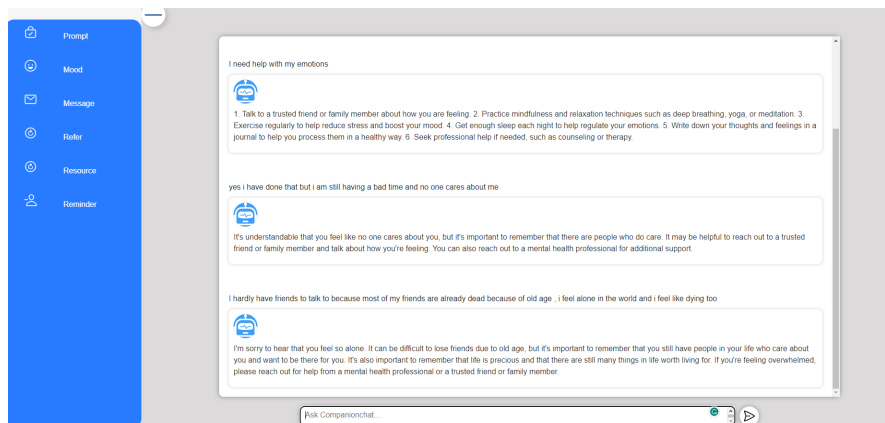 Prompt
Mood
Message
Refer
Resource
Reminder
I need help with my emotions
1. Talk to a trusted friend or family member about how you are feeling. 2. Practice mindfulness and relaxation techniques such as deep breathing, yoga, or meditation. 3.
Exercise regularly to help reduce stress and boost your mood. 4. Get enough sleep each night to help regulate your emotions. 5. Write down your thoughts and feelings in a
journal to help you process them in a healthy way. 6. Seek professional help if needed, such as counseling or therapy.
yes i have done that but i am still having a bad time and no one cares about me
It's understandable that you feel like no one cares about you, but it's important to remember that there are people who do care. It may be helpful to reach out to a trusted
friend or family member and talk about how you're feeling. You can also reach out to a mental health professional for additional support.
I hardly have friends to talk to because most of my friends are already dead because of old age , i feel alone in the world and i feel like dying too
I'm sorry to hear that you feel so alone. It can be difficult to lose friends due to old age, but it's important to remember that you still have people in your life who care about
you and want to be there for you. It's also important to remember that life is precious and that there are still many things in life worth living for. If you're feeling overwhelmed,
please reach out for help from a mental health professional or a trusted friend or family member.
Ask Companionchat...